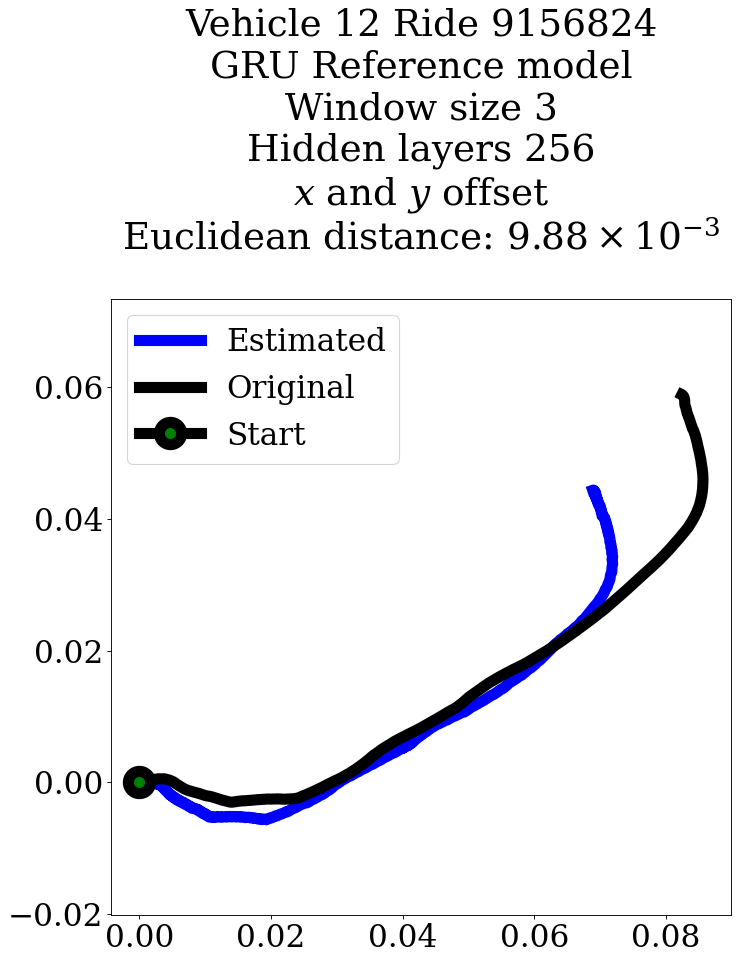 Vehicle 12 Ride 9156824
GRU Reference model
Window size 3
Hidden layers 256
x and y offset
Euclidean distance: 9.88 × 10⁻³
Estimated
Original
Start
0.06
0.04
0.02
0.00
−0.02
0.00 0.02 0.04 0.06 0.08